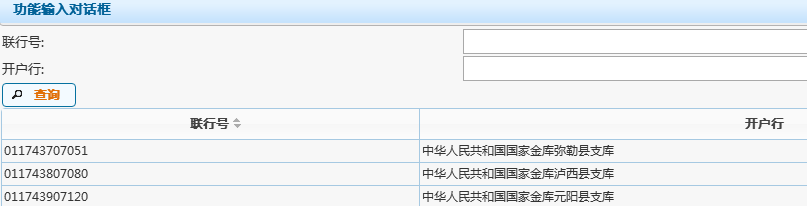 功能输入对话框
联行号:
开户行:
查询
联行号 开户行
011743707051 中华人民共和国国家金库弥勒县支库
011743807080 中华人民共和国国家金库泸西县支库
011743907120 中华人民共和国国家金库元阳县支库